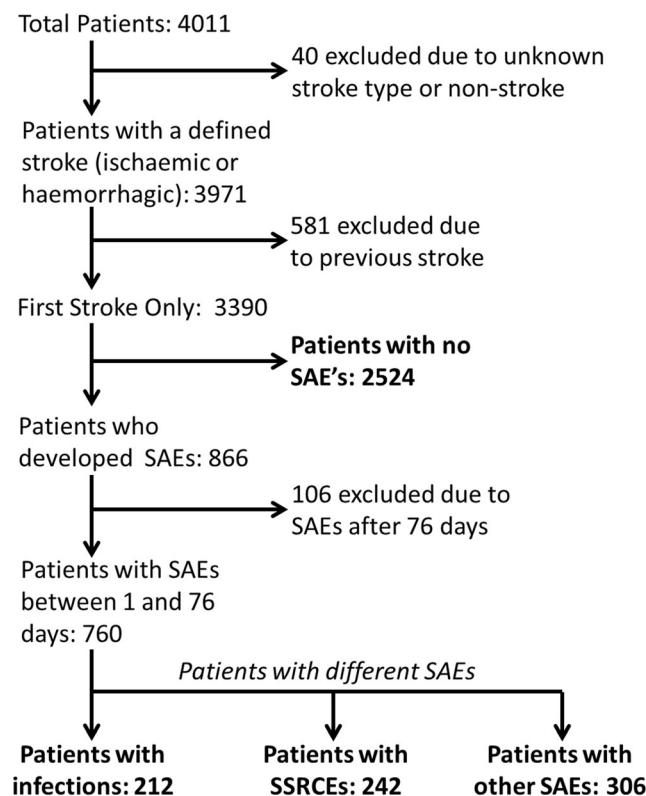 Total Patients: 4011
40 excluded due to unknown
stroke type or non-stroke
Patients with a defined
stroke (ischaemic or
haemorrhagic): 3971
581 excluded due
to previous stroke
First Stroke Only: 3390
Patients with no
SAE's: 2524
Patients who
developed SAEs: 866
106 excluded due to
SAEs after 76 days
Patients with SAEs
between 1 and 76
days: 760
Patients with different SAEs
Patients with
infections: 212
Patients with
SSRCEs: 242
Patients with
other SAEs: 306